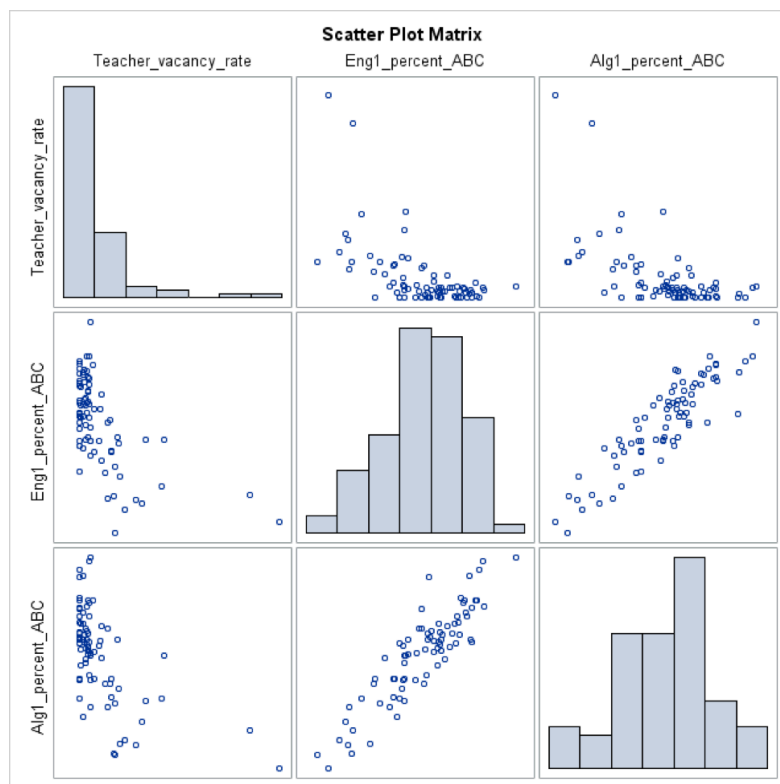 Scatter Plot Matrix
Teacher_vacancy_rate Eng1_percent_ABC Alg1_percent_ABC
Teacher_vacancy_rate
Eng1_percent_ABC
Alg1_percent_ABC